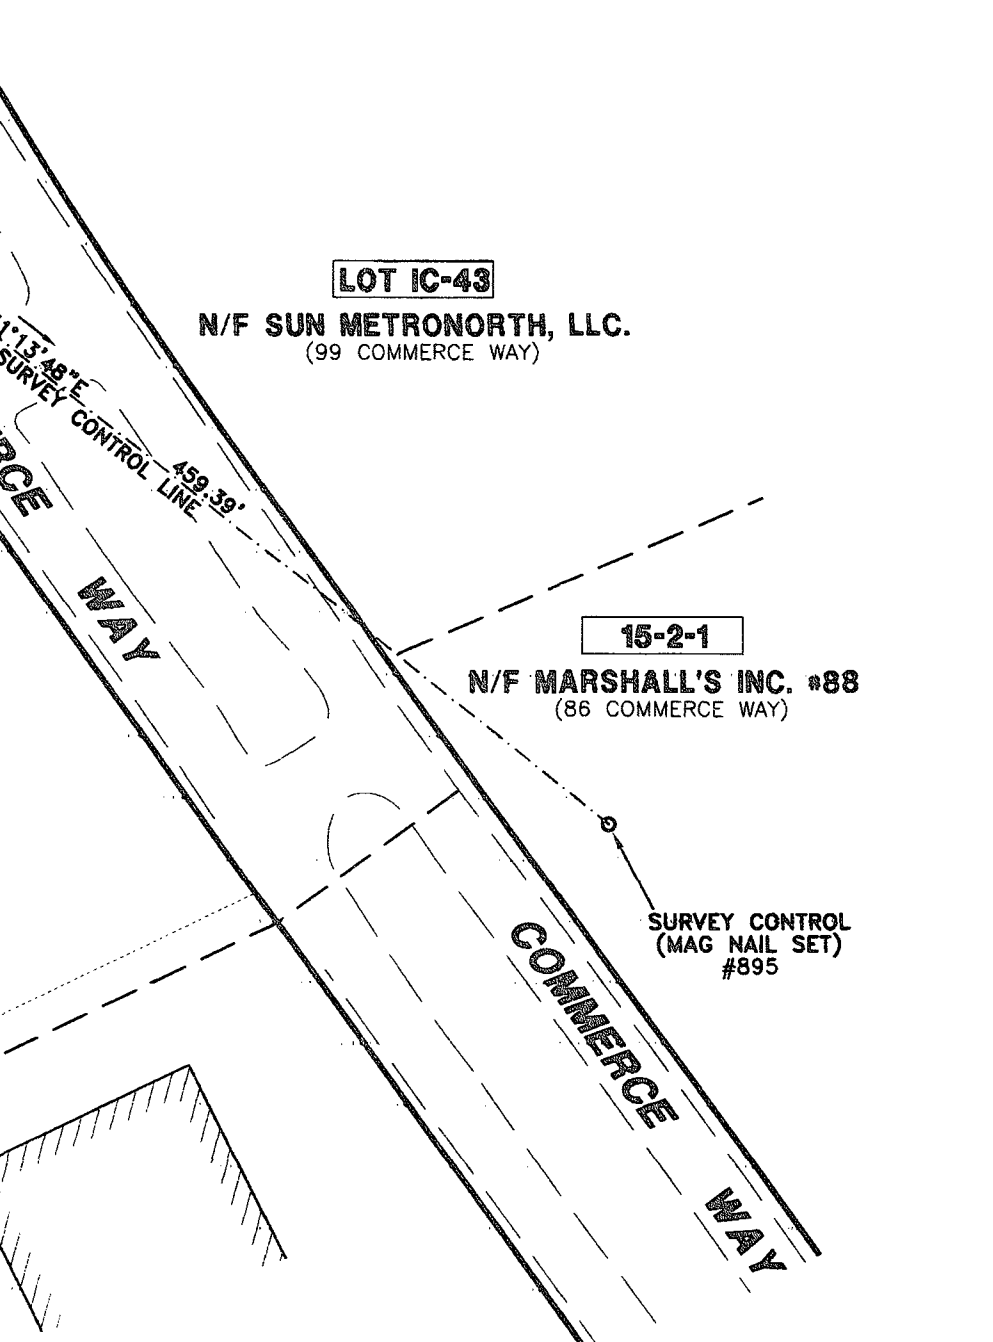 LOT IC-43
N/F SUN METRONORTH, LLC.
(99 COMMERCE WAY)
1°13'48"E
459.39'
SURVEY CONTROL LINE
RCE WAY
15-2-1
N/F MARSHALL'S INC. #88
(86 COMMERCE WAY)
SURVEY CONTROL
(MAG NAIL SET)
#895
COMMERCE WAY